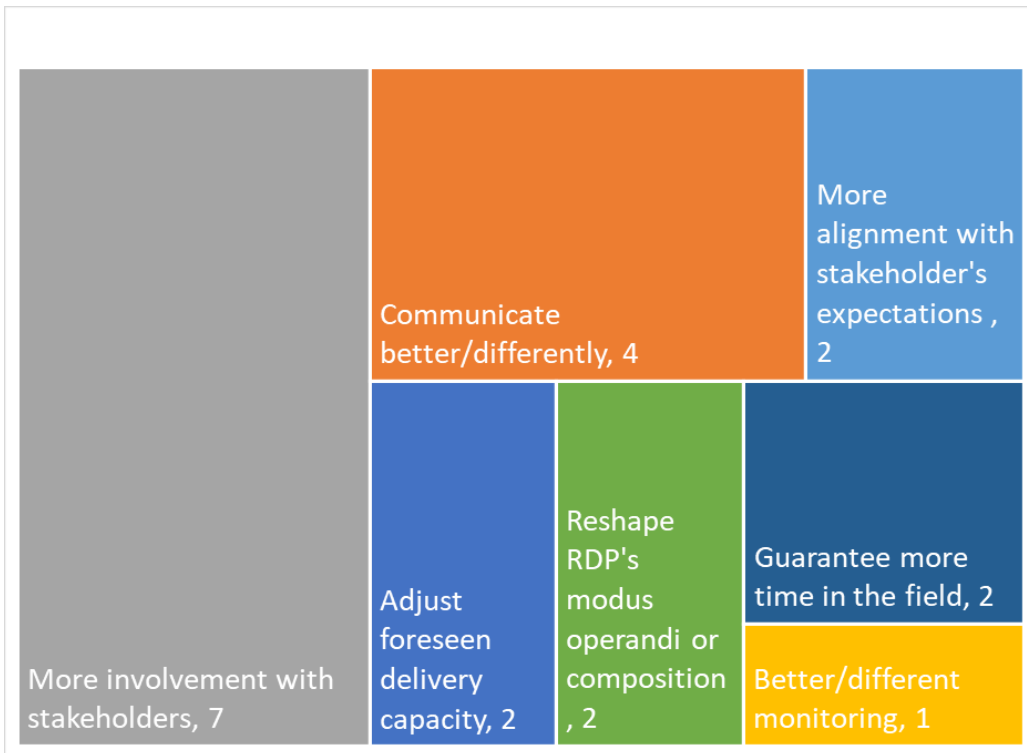 More involvement with
stakeholders, 7
Communicate
better/differently, 4
More
alignment with
stakeholder's
expectations ,
2
Adjust
foreseen
delivery
capacity, 2
Reshape
RDP's
modus
operandi or
composition
, 2
Guarantee more
time in the field, 2
Better/different
monitoring, 1